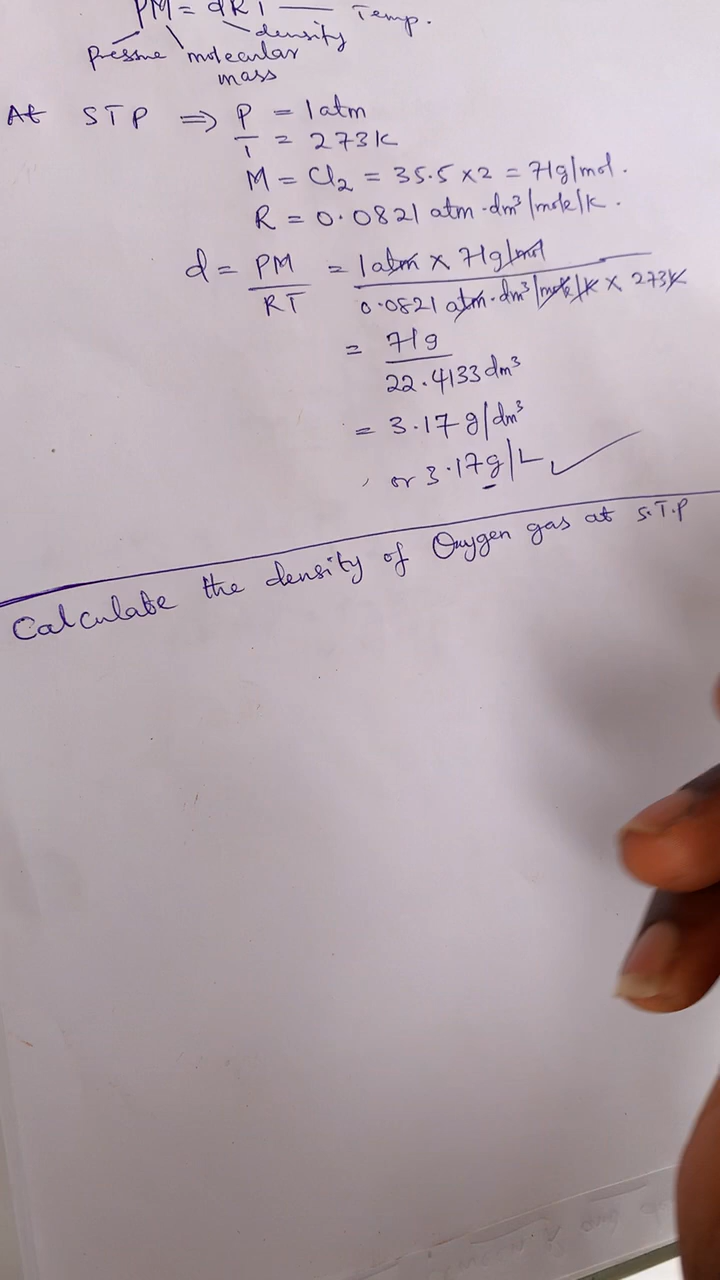 PM = dRT — Temp.
density
Pressure molecular
mass
At STP ⇒ P = 1atm
T = 273K
M = Cl2 = 35.5 x 2 = 71g/mol.
R = 0.0821 atm·dm³/mole/K.
d = PM = 1atm x 71g/mol
RT 0.0821 atm·dm³/mole/K x 273K
= 71g
22.4133dm³
= 3.17 g/dm³
, or 3.17g/L ✓
Calculate the density of Oxygen gas at S.T.P